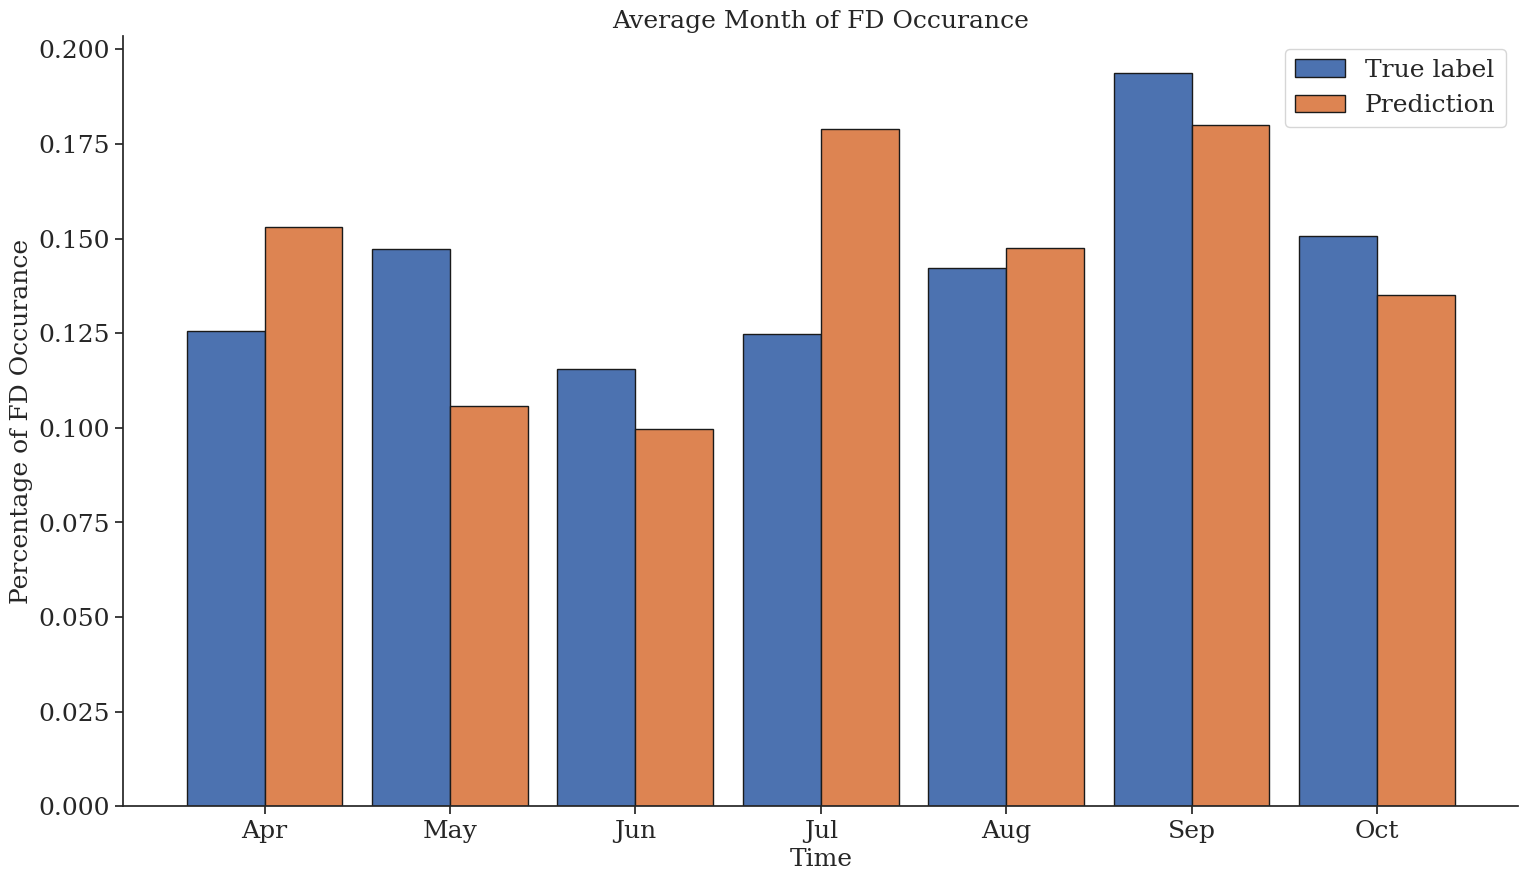 Average Month of FD Occurance
True label
Prediction
Percentage of FD Occurance
0.200
0.175
0.150
0.125
0.100
0.075
0.050
0.025
0.000
Apr May Jun Jul Aug Sep Oct
Time